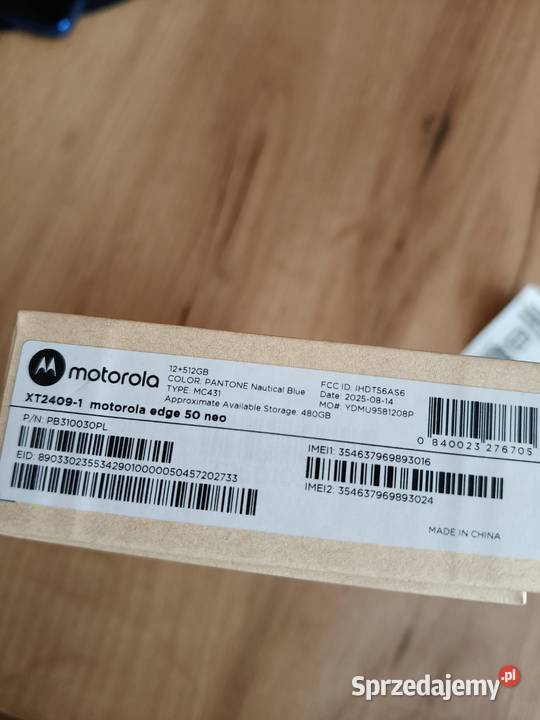 motorola
12+512GB
COLOR: PANTONE Nautical Blue
TYPE: MC431
Approximate Available Storage: 480GB
FCC ID: IHDT56AS6
Date: 2025-08-14
MO#: YDMU9581208P
XT2409-1 motorola edge 50 neo
0 840023 276705
P/N: PB310030PL
EID: 89033023553429010000050457202733
IMEI1: 354637969893016
IMEI2: 354637969893024
MADE IN CHINA
Sprzedajemy.pl